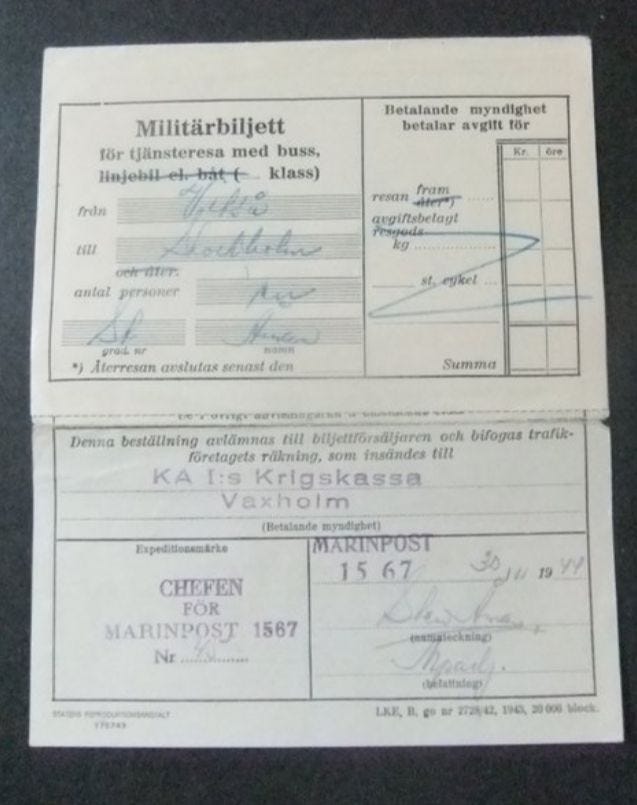 Militärbiljett
för tjänsteresa med buss,
linjebil el. båt ( klass)
från
till Stockholm
och åter.
antal personer
grad. nr namn
*) Återresan avslutas senast den
Betalande myndighet
betalar avgift för
Kr. öre
resan fram
åter*)
avgiftsbelagt
resgods
kg
st. cykel
Summa
Denna beställning avlämnas till biljettförsäljaren och bifogas trafik-
företagets räkning, som insändes till
KA I:s Krigskassa
Vaxholm
(Betalande myndighet)
Expeditionsmärke
CHEFEN
FÖR
MARINPOST 1567
Nr
MARINPOST
15 67
30 1944
(namnteckning)
(befattning)
STATENS REPRODUKTIONSANSTALT
LKE, B, go nr 2728/42, 1943, 20 000 block.